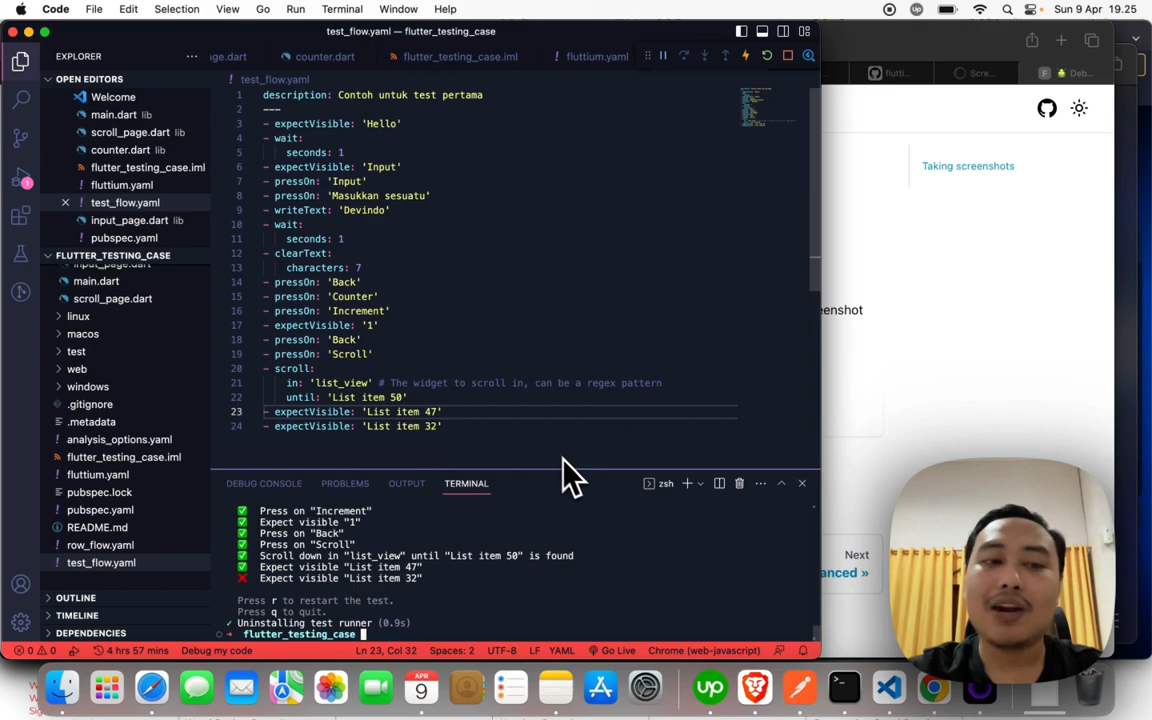 Code File Edit Selection View Go Run Terminal Window Help
Sun 9 Apr 19.25
test_flow.yaml — flutter_testing_case
EXPLORER
ge.dart
counter.dart
flutter_testing_case.iml
fluttium.yaml
OPEN EDITORS
Welcome
main.dart lib
scroll_page.dart lib
counter.dart lib
flutter_testing_case.iml
fluttium.yaml
test_flow.yaml
input_page.dart lib
pubspec.yaml
FLUTTER_TESTING_CASE
input_page.dart
main.dart
scroll_page.dart
linux
macos
test
web
windows
.gitignore
.metadata
analysis_options.yaml
flutter_testing_case.iml
fluttium.yaml
pubspec.lock
pubspec.yaml
README.md
row_flow.yaml
test_flow.yaml
OUTLINE
TIMELINE
DEPENDENCIES
test_flow.yaml
1 description: Contoh untuk test pertama
2 ---
3 - expectVisible: 'Hello'
4 - wait:
5 seconds: 1
6 - expectVisible: 'Input'
7 - pressOn: 'Input'
8 - pressOn: 'Masukkan sesuatu'
9 - writeText: 'Devindo'
10 - wait:
11 seconds: 1
12 - clearText:
13 characters: 7
14 - pressOn: 'Back'
15 - pressOn: 'Counter'
16 - pressOn: 'Increment'
17 - expectVisible: '1'
18 - pressOn: 'Back'
19 - pressOn: 'Scroll'
20 - scroll:
21 in: 'list_view' # The widget to scroll in, can be a regex pattern
22 until: 'List item 50'
23 - expectVisible: 'List item 47'
24 - expectVisible: 'List item 32'
DEBUG CONSOLE PROBLEMS OUTPUT TERMINAL
zsh
Press on "Increment"
Expect visible "1"
Press on "Back"
Press on "Scroll"
Scroll down in "list_view" until "List item 50" is found
Expect visible "List item 47"
Expect visible "List item 32"
Press r to restart the test.
Press q to quit.
✓ Uninstalling test runner (0.9s)
→ flutter_testing_case
0 0 4 hrs 57 mins Debug my code
Ln 23, Col 32 Spaces: 2 UTF-8 LF YAML Go Live Chrome (web-javascript)
flutti...
Scre...
Deb...
Taking screenshots
enshot
Next
anced »
APR
9
up